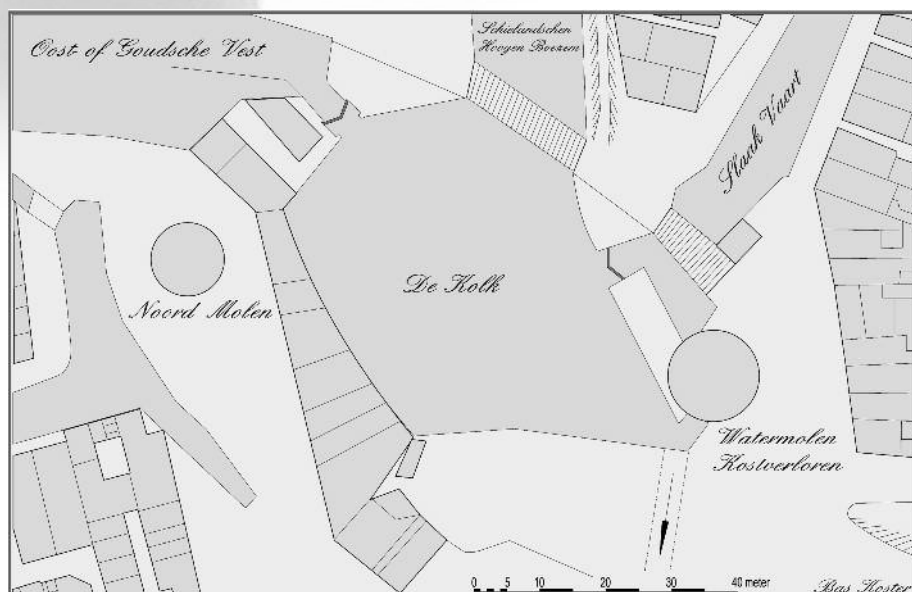 Oost of Goudsche Vest
Schielandschen
Hoogen Boezem
Slaak Vaart
De Kolk
Noord Molen
Watermolen
Kostverloren
0 5 10 20 30 40 meter
Bas Koster